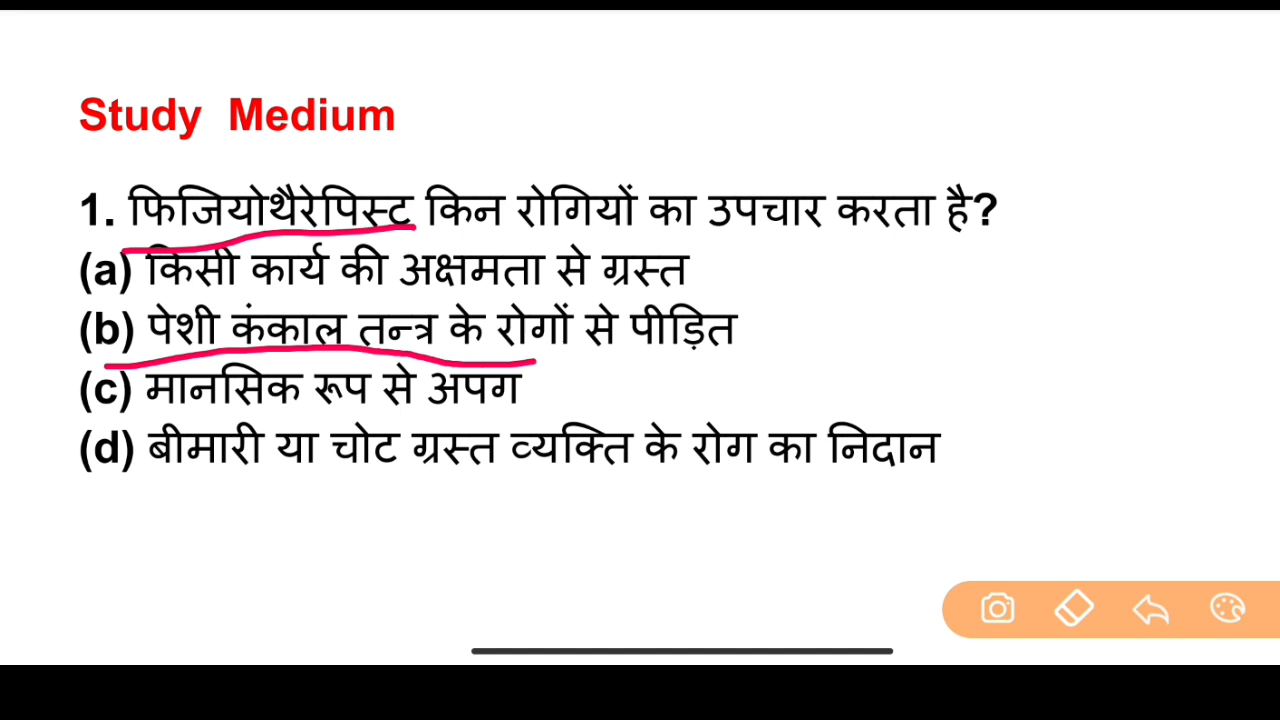 Study Medium
1. फिजियोथैरेपिस्ट किन रोगियों का उपचार करता है?
(a) किसी कार्य की अक्षमता से ग्रस्त
(b) पेशी कंकाल तन्त्र के रोगों से पीड़ित
(c) मानसिक रूप से अपग
(d) बीमारी या चोट ग्रस्त व्यक्ति के रोग का निदान